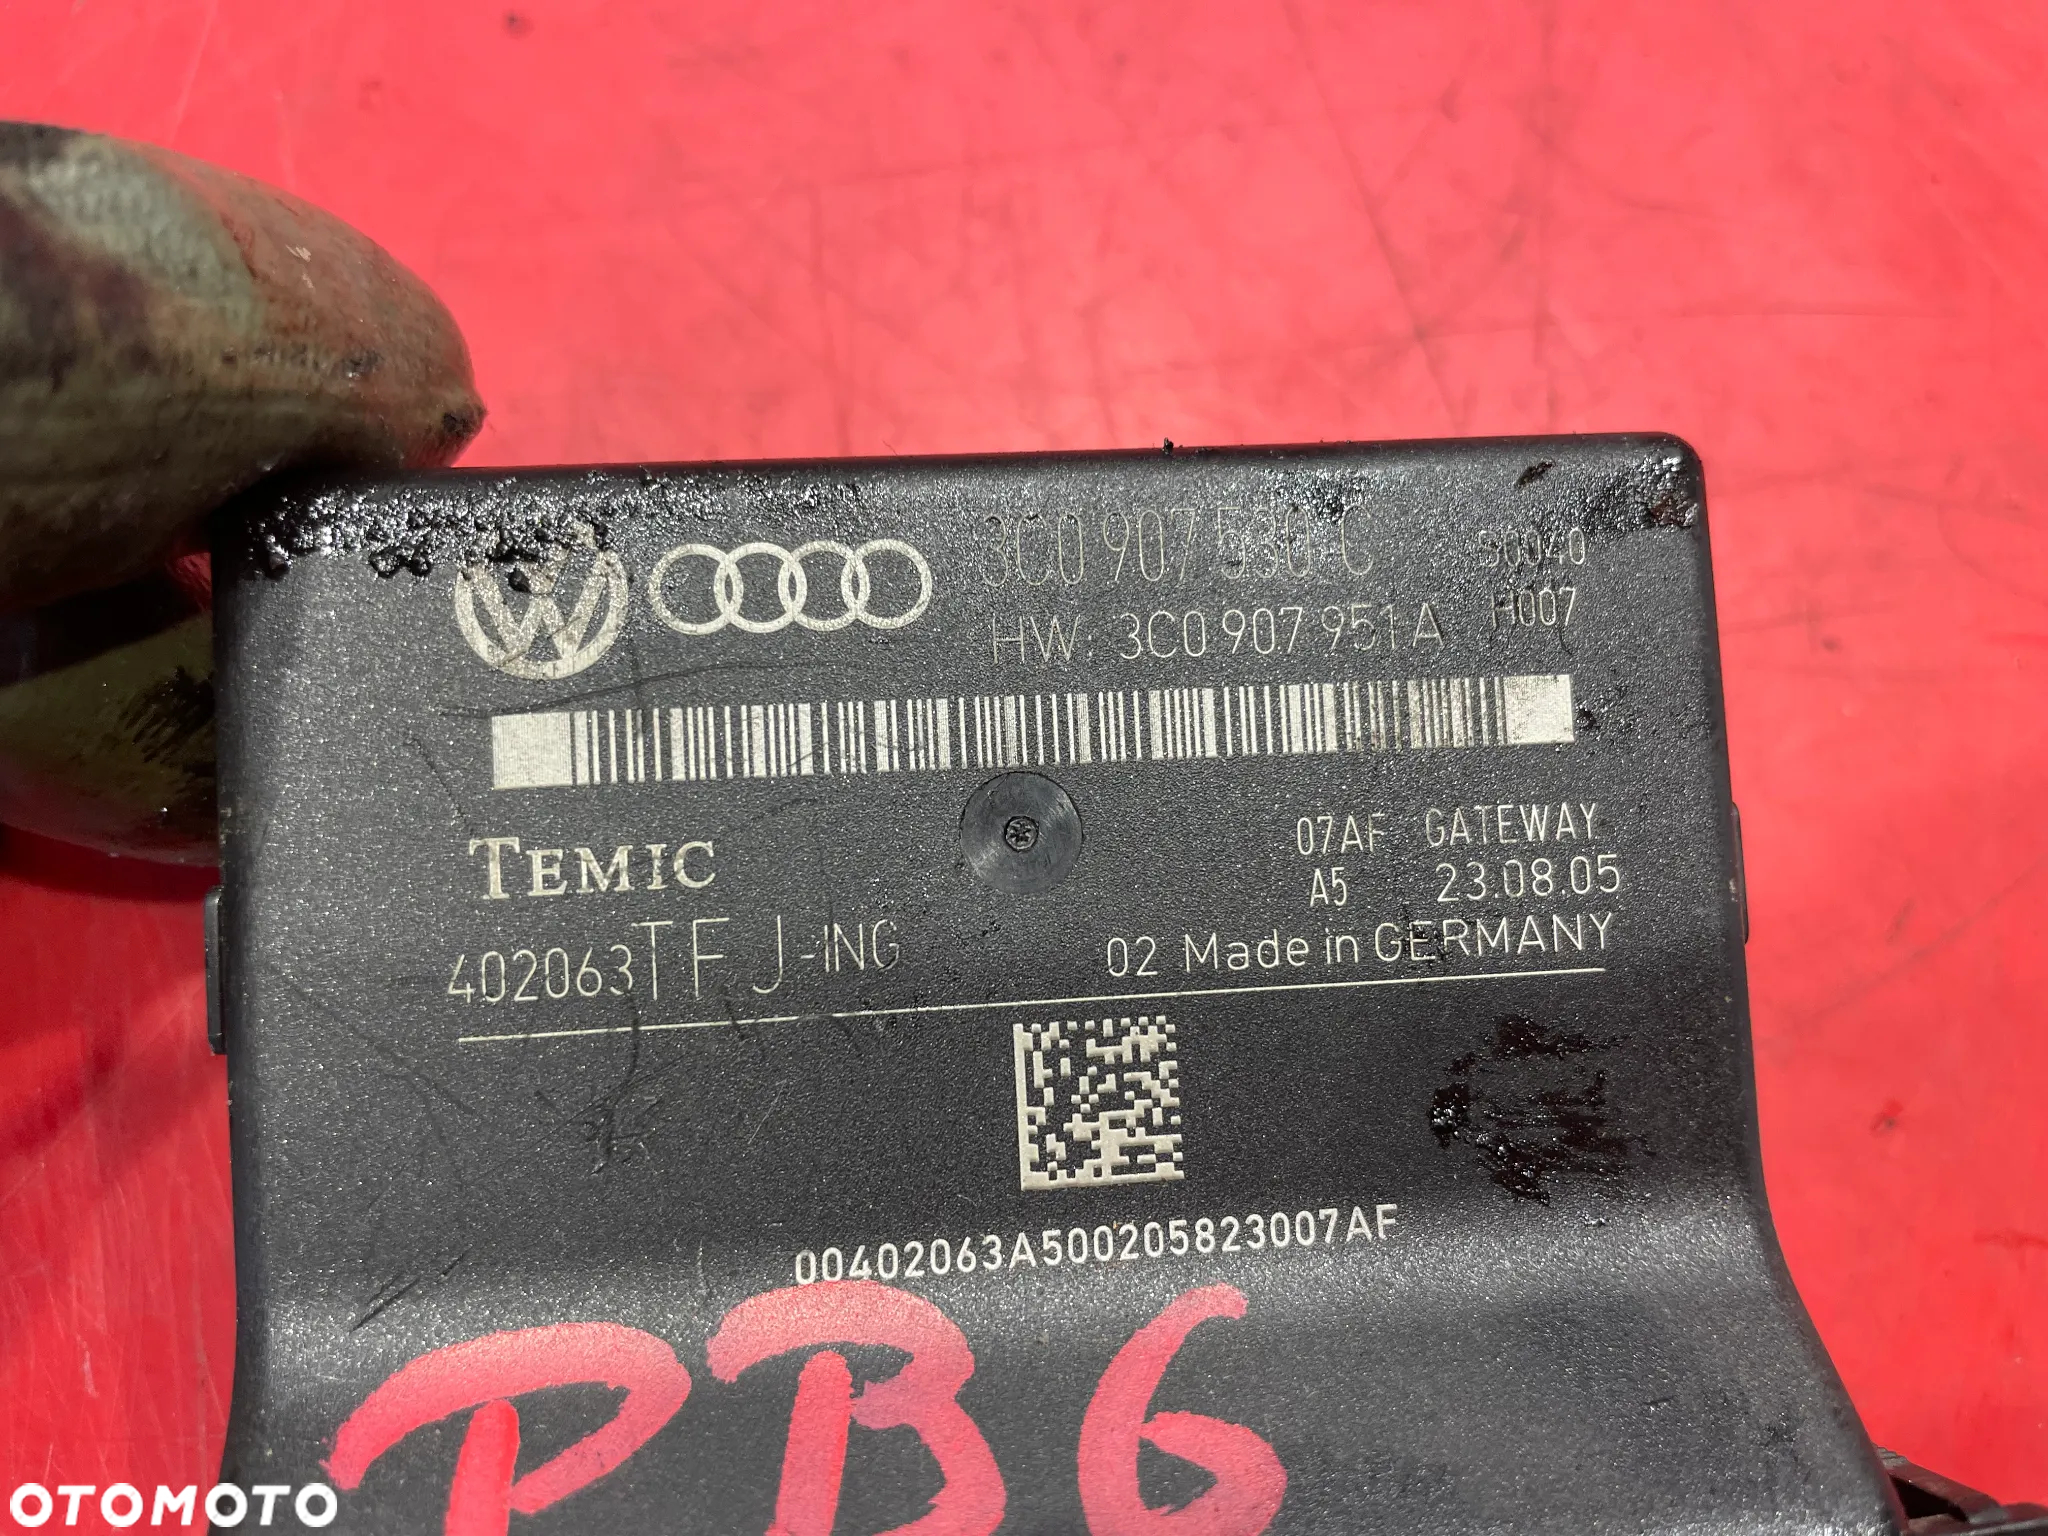 3C0 907 530 C S0040
HW: 3C0 907 951 A H007
TEMIC
07AF GATEWAY
A5 23.08.05
402063TFJ-ING
02 Made in GERMANY
00402063A500205823007AF
PB6
OTOMOTO